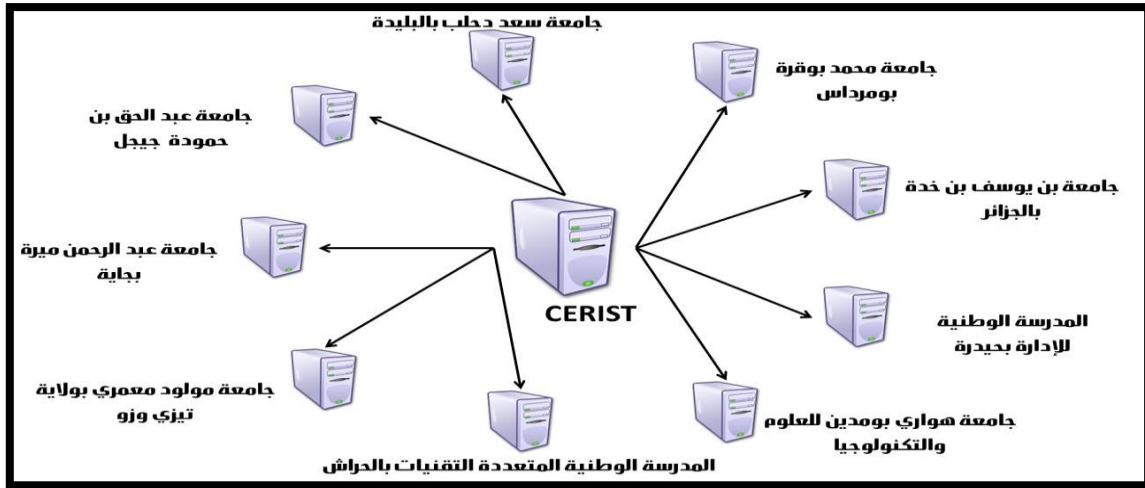 جامعة سعد دحلب بالبليدة
جامعة محمد بوقرة
بومرداس
جامعة عبد الحق بن
حمودة جيجل
جامعة بن يوسف بن خدة
بالجزائر
جامعة عبد الرحمن ميرة
بجاية
CERIST
المدرسة الوطنية
للإدارة بحيدرة
جامعة مولود معمري بولاية
تيزي وزو
جامعة هواري بومدين للعلوم
والتكنولوجيا
المدرسة الوطنية المتعددة التقنيات بالحراش